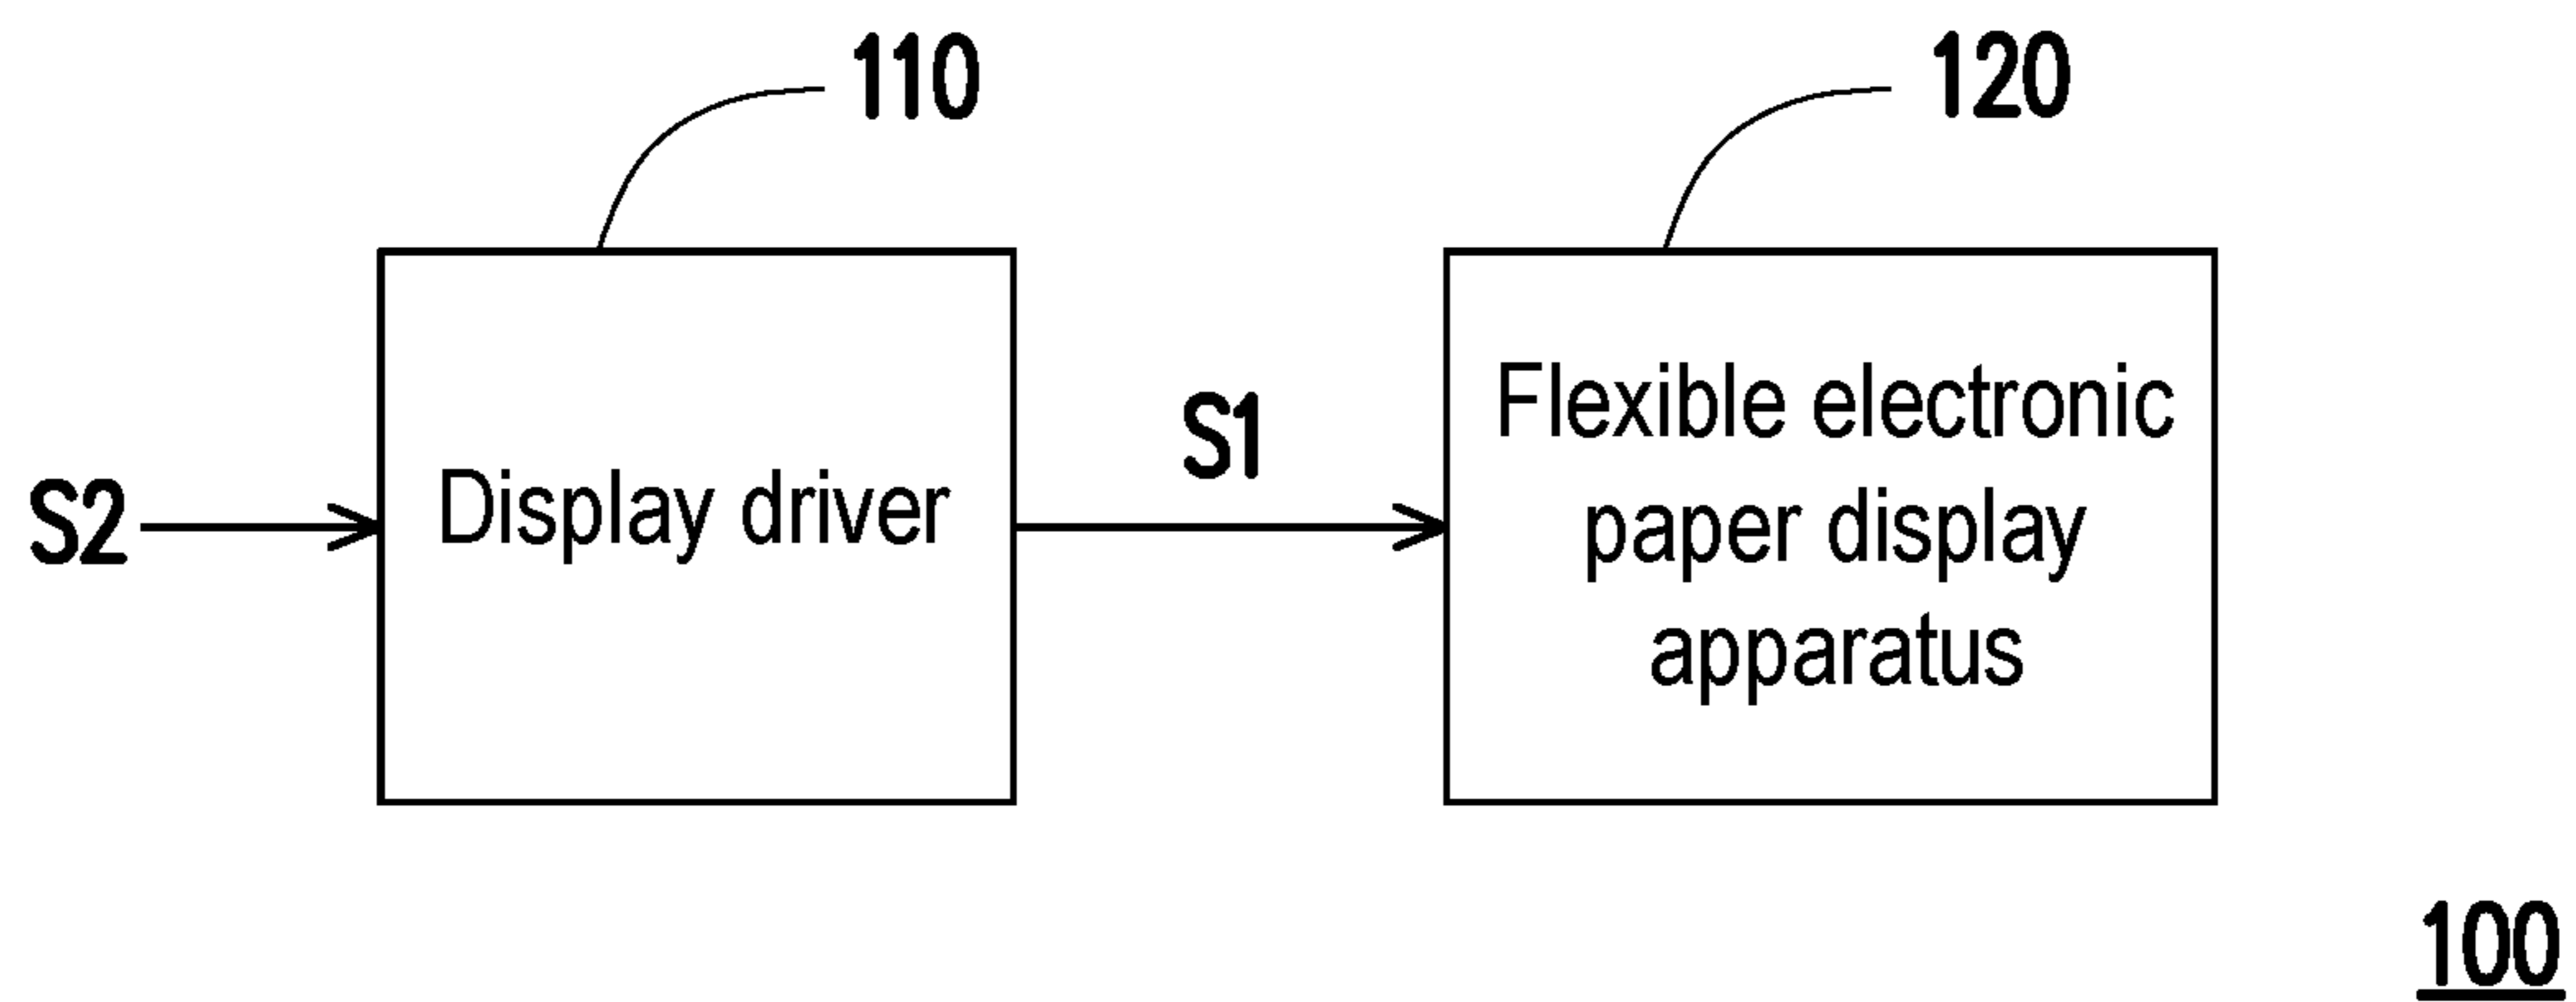 110
120
S2
Display driver
S1
Flexible electronic
paper display
apparatus
100